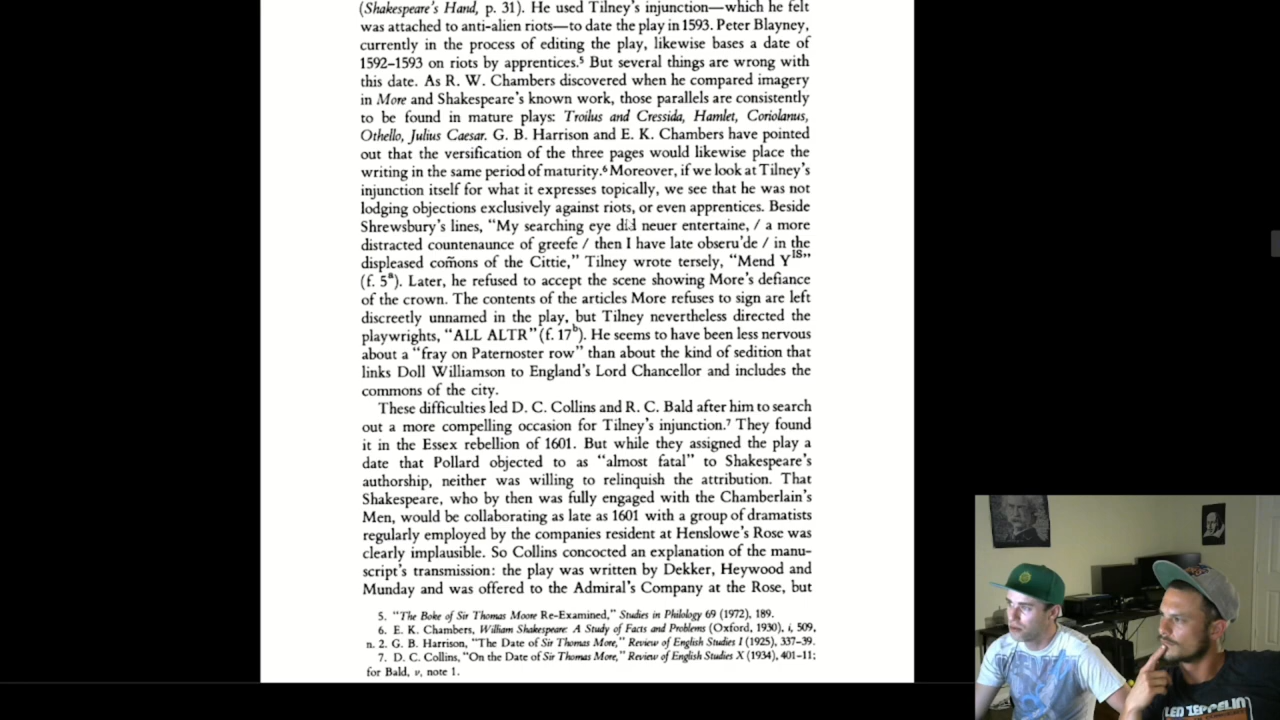 (Shakespeare's Hand, p. 31). He used Tilney's injunction—which he felt
was attached to anti-alien riots—to date the play in 1593. Peter Blayney,
currently in the process of editing the play, likewise bases a date of
1592–1593 on riots by apprentices.⁵ But several things are wrong with
this date. As R. W. Chambers discovered when he compared imagery
in More and Shakespeare's known work, those parallels are consistently
to be found in mature plays: Troilus and Cressida, Hamlet, Coriolanus,
Othello, Julius Caesar. G. B. Harrison and E. K. Chambers have pointed
out that the versification of the three pages would likewise place the
writing in the same period of maturity.⁶ Moreover, if we look at Tilney's
injunction itself for what it expresses topically, we see that he was not
lodging objections exclusively against riots, or even apprentices. Beside
Shrewsbury's lines, "My searching eye did neuer entertaine, / a more
distracted countenaunce of greefe / then I have late obseru'de / in the
displeased com̃ons of the Cittie," Tilney wrote tersely, "Mend Yᴵˢ"
(f. 5ᵃ). Later, he refused to accept the scene showing More's defiance
of the crown. The contents of the articles More refuses to sign are left
discreetly unnamed in the play, but Tilney nevertheless directed the
playwrights, "ALL ALTR" (f. 17ᵇ). He seems to have been less nervous
about a "fray on Paternoster row" than about the kind of sedition that
links Doll Williamson to England's Lord Chancellor and includes the
commons of the city.
These difficulties led D. C. Collins and R. C. Bald after him to search
out a more compelling occasion for Tilney's injunction.⁷ They found
it in the Essex rebellion of 1601. But while they assigned the play a
date that Pollard objected to as "almost fatal" to Shakespeare's
authorship, neither was willing to relinquish the attribution. That
Shakespeare, who by then was fully engaged with the Chamberlain's
Men, would be collaborating as late as 1601 with a group of dramatists
regularly employed by the companies resident at Henslowe's Rose was
clearly implausible. So Collins concocted an explanation of the manu-
script's transmission: the play was written by Dekker, Heywood and
Munday and was offered to the Admiral's Company at the Rose, but
5. "The Boke of Sir Thomas Moore Re-Examined," Studies in Philology 69 (1972), 189.
6. E. K. Chambers, William Shakespeare: A Study of Facts and Problems (Oxford, 1930), i, 509,
n. 2. G. B. Harrison, "The Date of Sir Thomas More," Review of English Studies I (1925), 337–39.
7. D. C. Collins, "On the Date of Sir Thomas More," Review of English Studies X (1934), 401–11;
for Bald, v, note 1.
LED ZEPPELIN